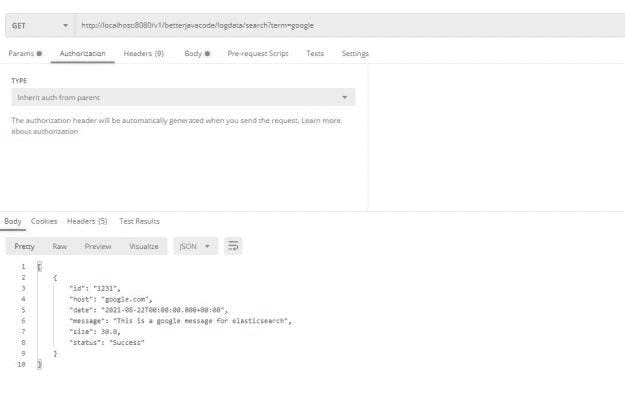 GET http://localhost:8080/v1/betterjavacode/logdata/search?term=google
Params Authorization Headers (9) Body Pre-request Script Tests Settings
TYPE
Inherit auth from parent
The authorization header will be automatically generated when you send the request. Learn more
about authorization
Body Cookies Headers (5) Test Results
Pretty Raw Preview Visualize JSON
1 [
2 {
3 "id": "1231",
4 "host": "google.com",
5 "date": "2021-08-22T00:00:00.000+00:00",
6 "message": "This is a google message for elasticsearch",
7 "size": 30.0,
8 "status": "Success"
9 }
10 ]